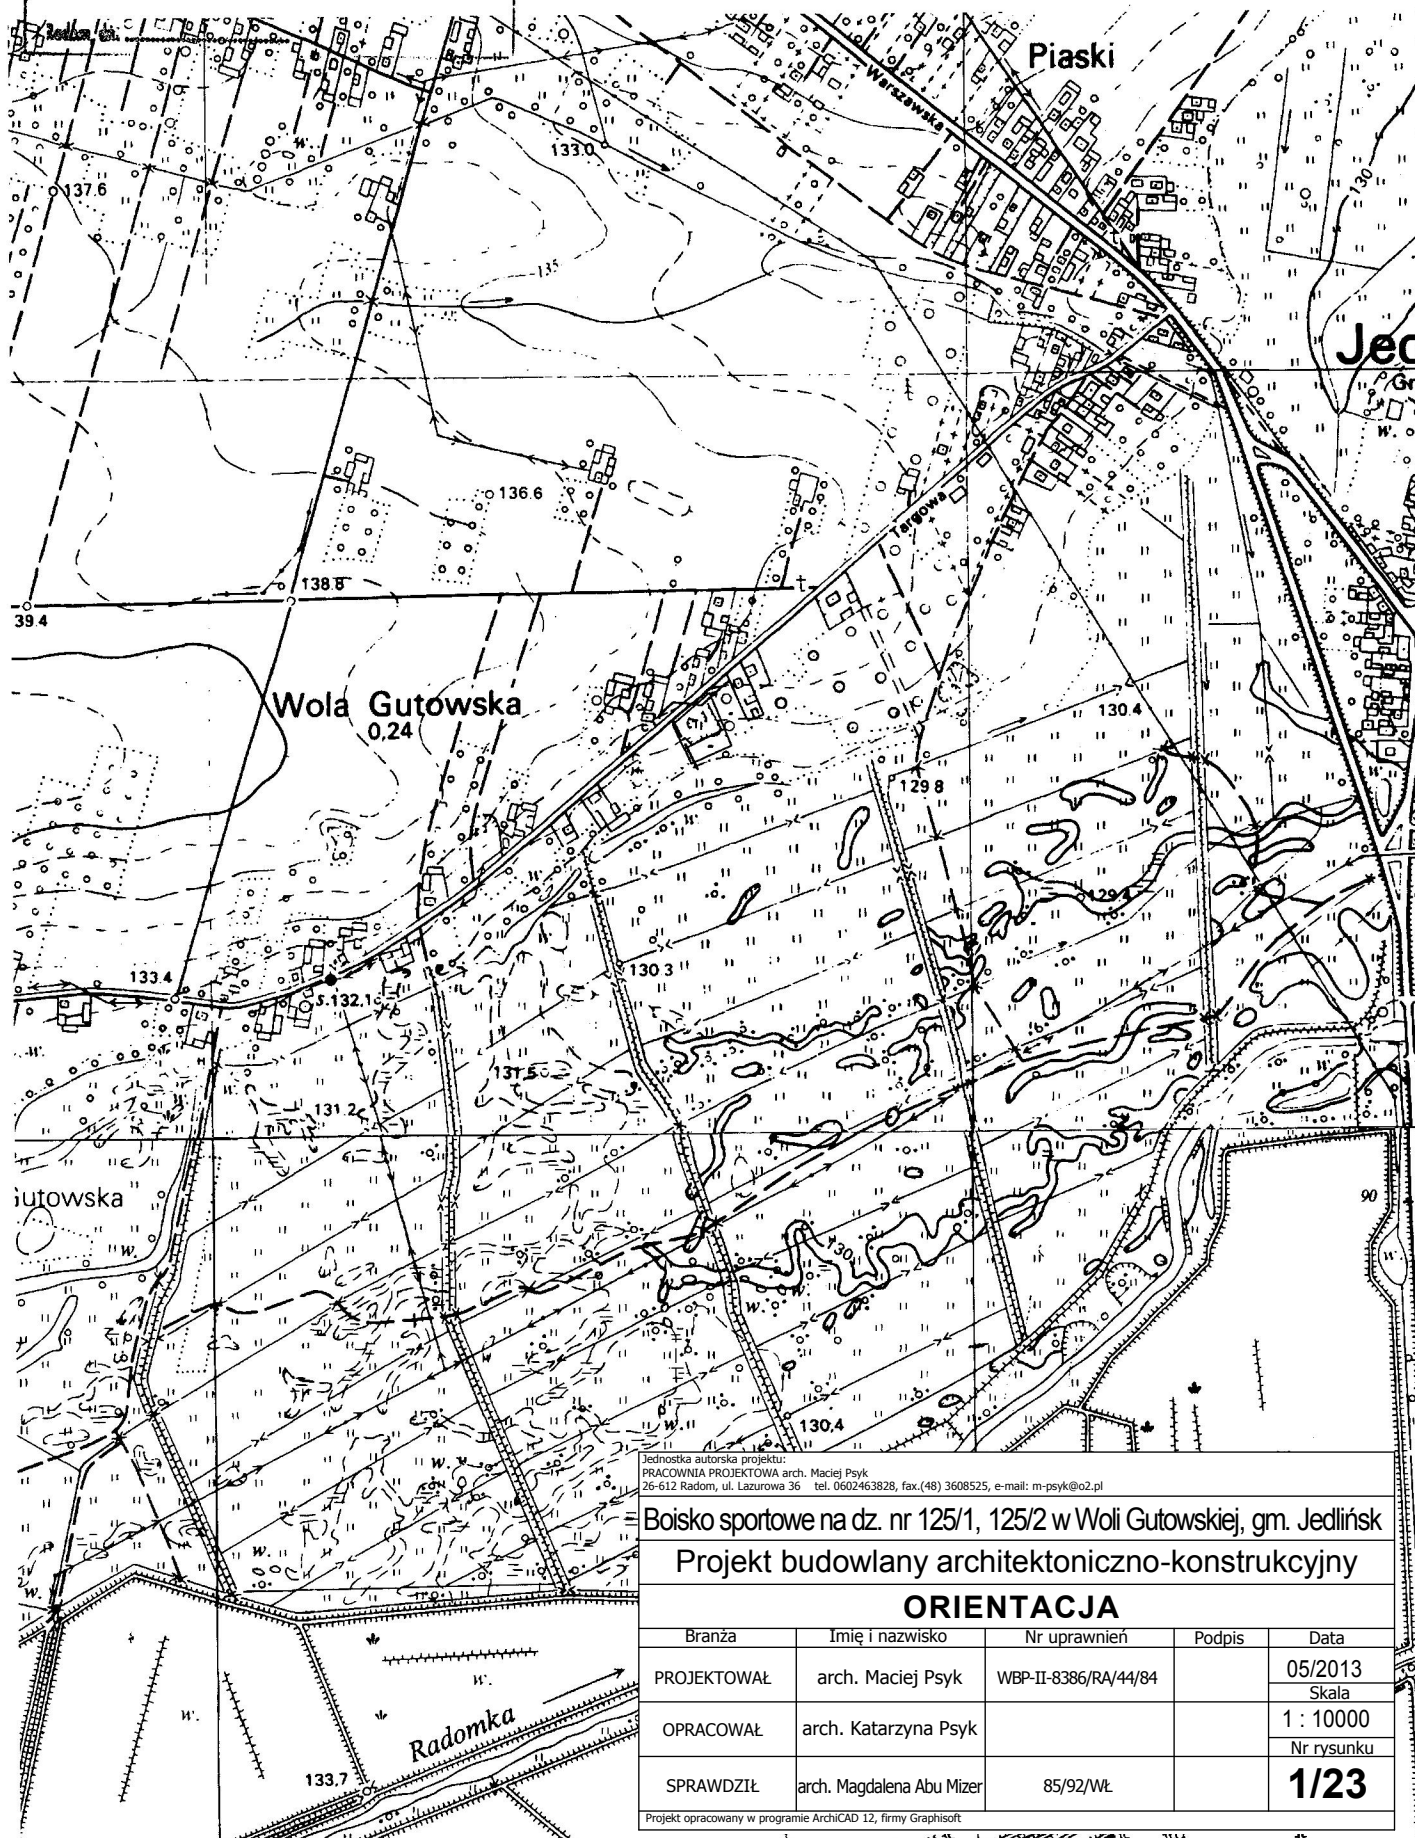 Piaski
Warszawska
133.0
137.6
130
135
Jed
Gr
W.
136.6
Targowa
138.8
39.4
Wola Gutowska
0,24
130.4
129 8
129.4
133.4
130 3
s.132.1
131.5
131.2
Gutowska
90
W.
130
130.4
Jednostka autorska projektu:
PRACOWNIA PROJEKTOWA arch. Maciej Psyk
26-612 Radom, ul. Lazurowa 36 tel. 0602463828, fax.(48) 3608525, e-mail: m-psyk@o2.pl
Boisko sportowe na dz. nr 125/1, 125/2 w Woli Gutowskiej, gm. Jedlińsk
Projekt budowlany architektoniczno-konstrukcyjny
ORIENTACJA
Branża Imię i nazwisko Nr uprawnień Podpis Data
PROJEKTOWAŁ arch. Maciej Psyk WBP-II-8386/RA/44/84 05/2013
Skala
OPRACOWAŁ arch. Katarzyna Psyk 1 : 10000
Nr rysunku
SPRAWDZIŁ arch. Magdalena Abu Mizer 85/92/WŁ 1/23
Projekt opracowany w programie ArchiCAD 12, firmy Graphisoft
W.
W.
Radomka
133,7